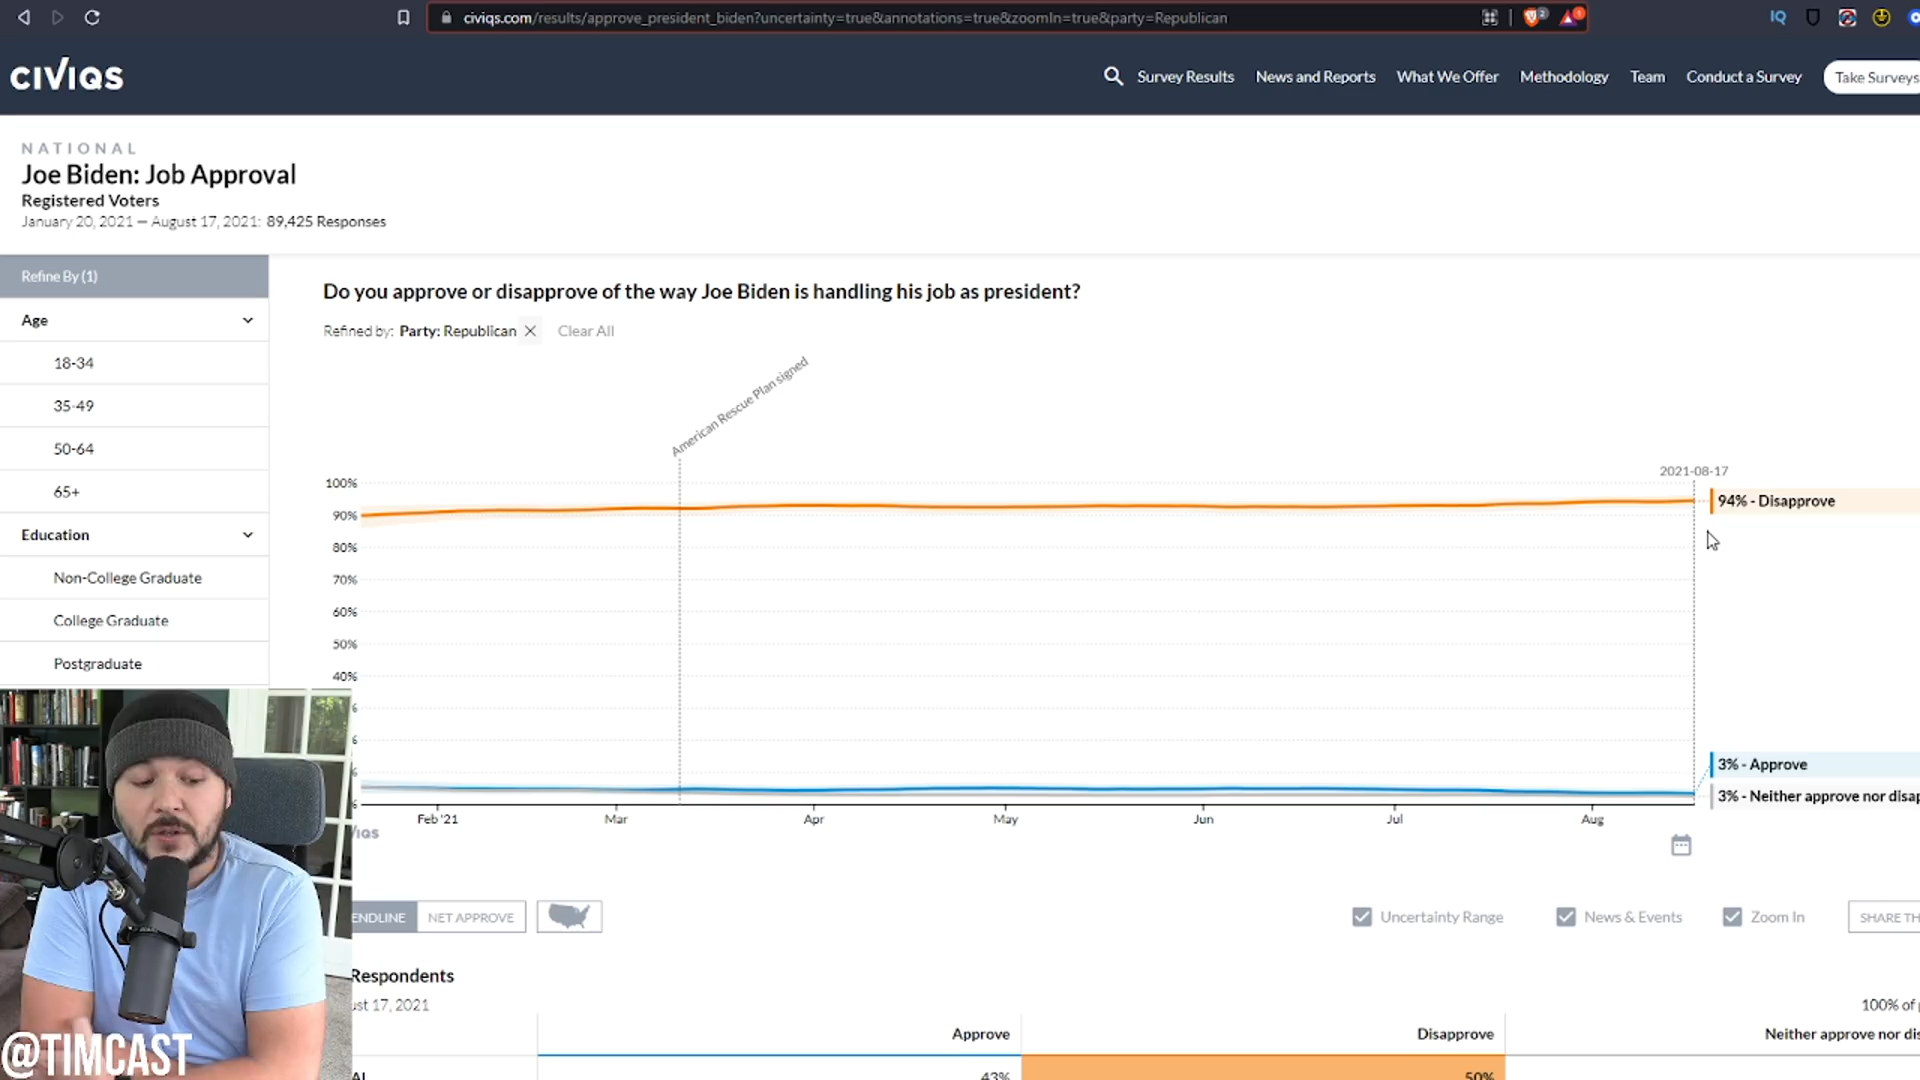 civiqs.com/results/approve_president_biden?uncertainty=true&annotations=true&zoomIn=true&party=Republican
IQ
CIVIQS
Survey Results
News and Reports
What We Offer
Methodology
Team
Conduct a Survey
Take Surveys
NATIONAL
Joe Biden: Job Approval
Registered Voters
January 20, 2021 — August 17, 2021: 89,425 Responses
Refine By (1)
Age
18-34
35-49
50-64
65+
Education
Non-College Graduate
College Graduate
Postgraduate
Do you approve or disapprove of the way Joe Biden is handling his job as president?
Refined by: Party: Republican
Clear All
American Rescue Plan signed
2021-08-17
100%
90%
80%
70%
60%
50%
40%
94% - Disapprove
3% - Approve
3% - Neither approve nor disap
Feb '21
Mar
Apr
May
Jun
Jul
Aug
viqs
ENDLINE
NET APPROVE
Uncertainty Range
News & Events
Zoom In
SHARE TH
Respondents
ust 17, 2021
100% of
Approve
Disapprove
Neither approve nor dis
43%
50%
@TIMCAST